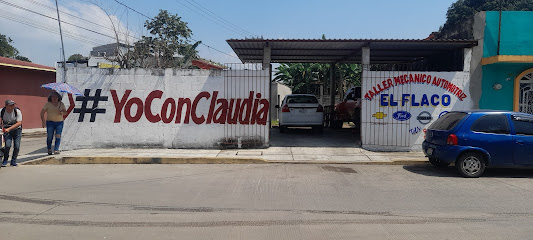 #YoConClaudia
TALLER MECANICO AUTOMOTRIZ
EL FLACO